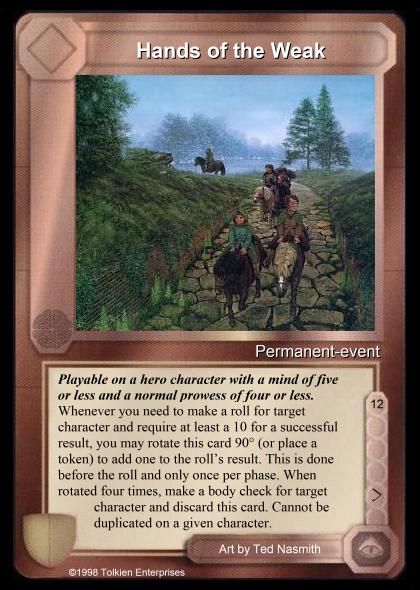 Hands of the Weak
Permanent-event
Playable on a hero character with a mind of five
or less and a normal prowess of four or less.
Whenever you need to make a roll for target
character and require at least a 10 for a successful
result, you may rotate this card 90° (or place a
token) to add one to the roll's result. This is done
before the roll and only once per phase. When
rotated four times, make a body check for target
character and discard this card. Cannot be
duplicated on a given character.
12
Art by Ted Nasmith
©1998 Tolkien Enterprises